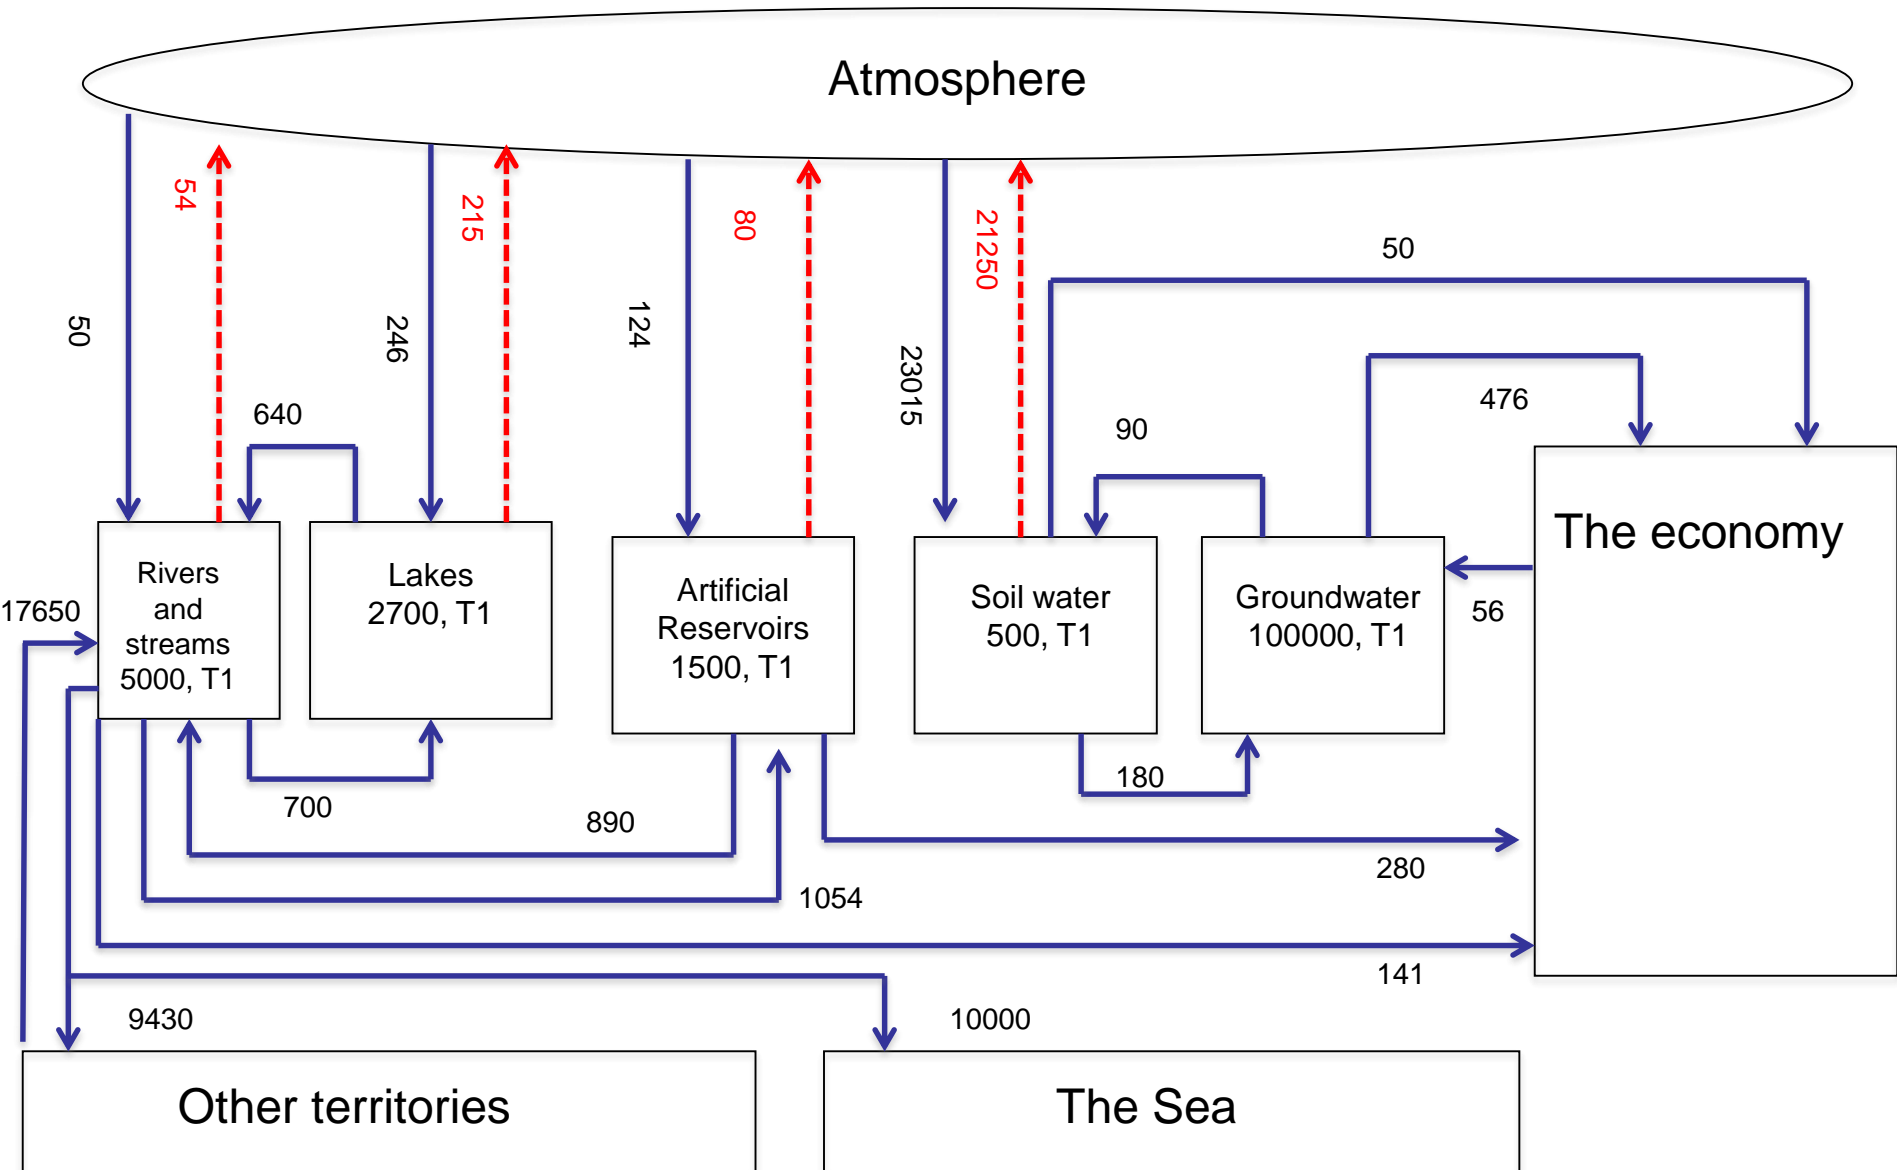 Atmosphere
54
215
80
21250
50
50
246
124
23015
640
90
476
Rivers
and
streams
5000, T1
Lakes
2700, T1
Artificial
Reservoirs
1500, T1
Soil water
500, T1
Groundwater
100000, T1
The economy
56
17650
700
890
180
280
1054
141
9430
10000
Other territories
The Sea